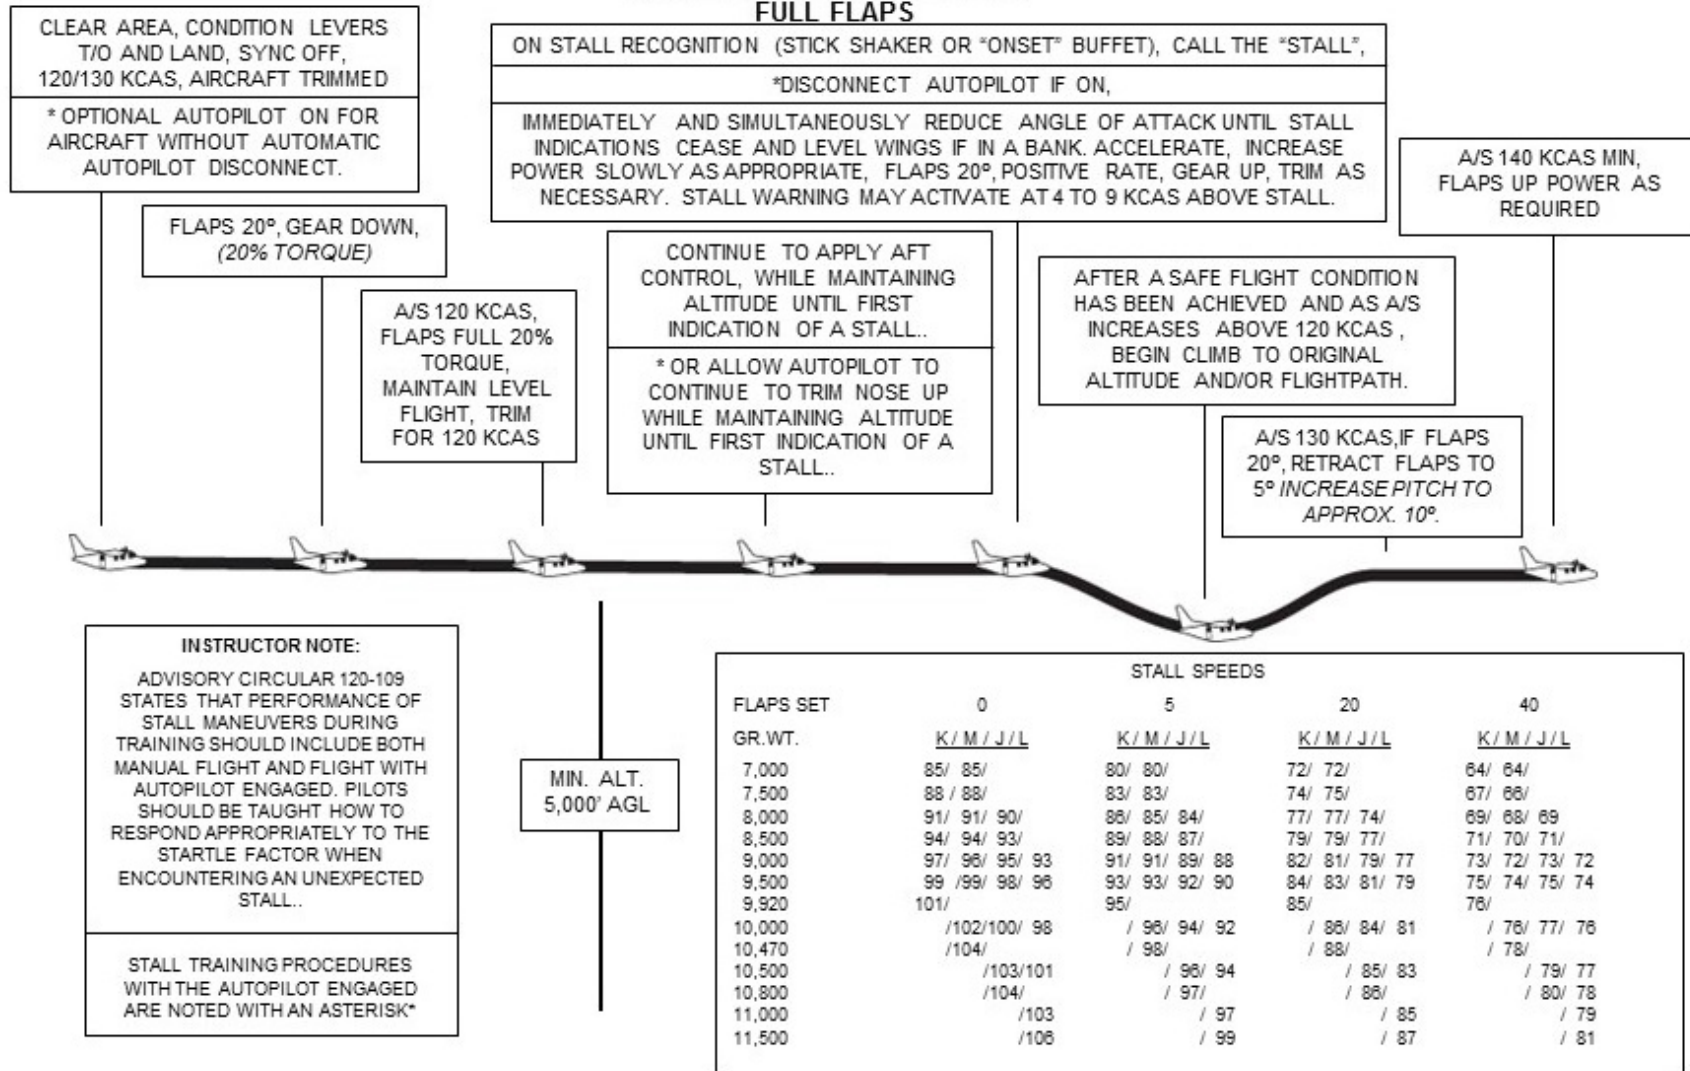 FULL FLAPS
CLEAR AREA, CONDITION LEVERS
T/O AND LAND, SYNC OFF,
120/130 KCAS, AIRCRAFT TRIMMED
* OPTIONAL AUTOPILOT ON FOR
AIRCRAFT WITHOUT AUTOMATIC
AUTOPILOT DISCONNECT.
FLAPS 20º, GEAR DOWN,
(20% TORQUE)
A/S 120 KCAS,
FLAPS FULL 20%
TORQUE,
MAINTAIN LEVEL
FLIGHT, TRIM
FOR 120 KCAS
ON STALL RECOGNITION (STICK SHAKER OR "ONSET" BUFFET), CALL THE "STALL",
*DISCONNECT AUTOPILOT IF ON,
IMMEDIATELY AND SIMULTANEOUSLY REDUCE ANGLE OF ATTACK UNTIL STALL
INDICATIONS CEASE AND LEVEL WINGS IF IN A BANK. ACCELERATE, INCREASE
POWER SLOWLY AS APPROPRIATE, FLAPS 20º, POSITIVE RATE, GEAR UP, TRIM AS
NECESSARY. STALL WARNING MAY ACTIVATE AT 4 TO 9 KCAS ABOVE STALL.
CONTINUE TO APPLY AFT
CONTROL, WHILE MAINTAINING
ALTITUDE UNTIL FIRST
INDICATION OF A STALL..
* OR ALLOW AUTOPILOT TO
CONTINUE TO TRIM NOSE UP
WHILE MAINTAINING ALTITUDE
UNTIL FIRST INDICATION OF A
STALL..
AFTER A SAFE FLIGHT CONDITION
HAS BEEN ACHIEVED AND AS A/S
INCREASES ABOVE 120 KCAS ,
BEGIN CLIMB TO ORIGINAL
ALTITUDE AND/OR FLIGHTPATH.
A/S 140 KCAS MIN,
FLAPS UP POWER AS
REQUIRED
A/S 130 KCAS,IF FLAPS
20º, RETRACT FLAPS TO
5º INCREASE PITCH TO
APPROX. 10º.
INSTRUCTOR NOTE:
ADVISORY CIRCULAR 120-109
STATES THAT PERFORMANCE OF
STALL MANEUVERS DURING
TRAINING SHOULD INCLUDE BOTH
MANUAL FLIGHT AND FLIGHT WITH
AUTOPILOT ENGAGED. PILOTS
SHOULD BE TAUGHT HOW TO
RESPOND APPROPRIATELY TO THE
STARTLE FACTOR WHEN
ENCOUNTERING AN UNEXPECTED
STALL..
STALL TRAINING PROCEDURES
WITH THE AUTOPILOT ENGAGED
ARE NOTED WITH AN ASTERISK*
MIN. ALT.
5,000' AGL
STALL SPEEDS
FLAPS SET 0 5 20 40
GR.WT. K / M / J / L K / M / J / L K / M / J / L K / M / J / L
7,000 85/ 85/ 80/ 80/ 72/ 72/ 64/ 64/
7,500 88 / 88/ 83/ 83/ 74/ 75/ 67/ 66/
8,000 91/ 91/ 90/ 86/ 85/ 84/ 77/ 77/ 74/ 69/ 68/ 69
8,500 94/ 94/ 93/ 89/ 88/ 87/ 79/ 79/ 77/ 71/ 70/ 71/
9,000 97/ 96/ 95/ 93 91/ 91/ 89/ 88 82/ 81/ 79/ 77 73/ 72/ 73/ 72
9,500 99 /99/ 98/ 96 93/ 93/ 92/ 90 84/ 83/ 81/ 79 75/ 74/ 75/ 74
9,920 101/ 95/ 85/ 76/
10,000 /102/100/ 98 / 96/ 94/ 92 / 86/ 84/ 81 / 76/ 77/ 76
10,470 /104/ / 98/ / 88/ / 78/
10,500 /103/101 / 96/ 94 / 85/ 83 / 79/ 77
10,800 /104/ / 97/ / 86/ / 80/ 78
11,000 /103 / 97 / 85 / 79
11,500 /106 / 99 / 87 / 81